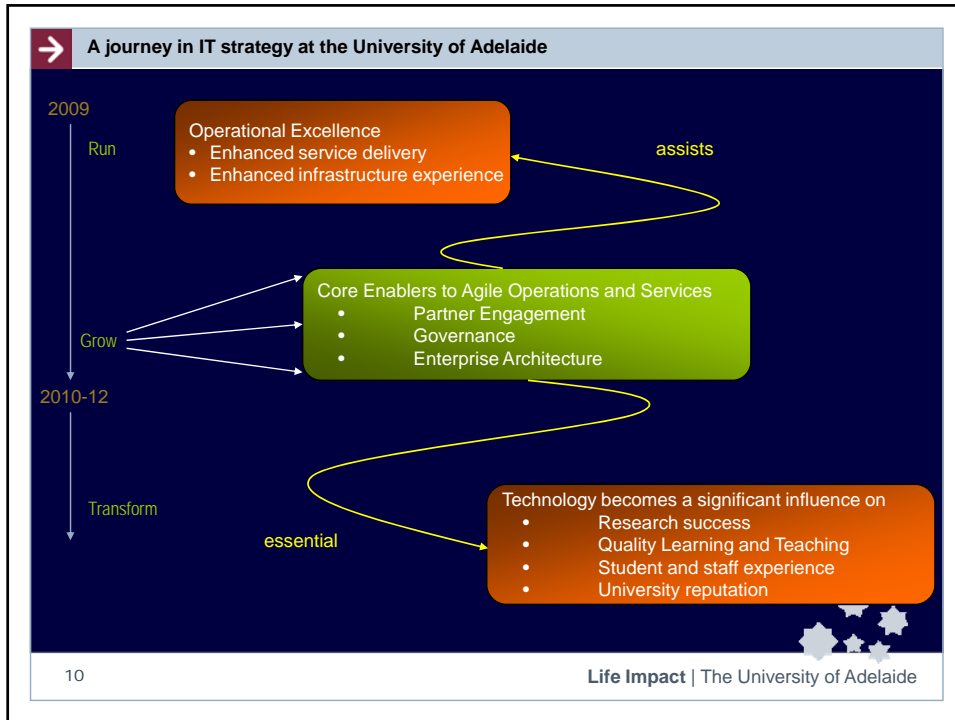 A journey in IT strategy at the University of Adelaide
2009
Run
Operational Excellence
• Enhanced service delivery
• Enhanced infrastructure experience
assists
Core Enablers to Agile Operations and Services
• Partner Engagement
• Governance
• Enterprise Architecture
Grow
2010-12
Transform
essential
Technology becomes a significant influence on
• Research success
• Quality Learning and Teaching
• Student and staff experience
• University reputation
10
Life Impact | The University of Adelaide